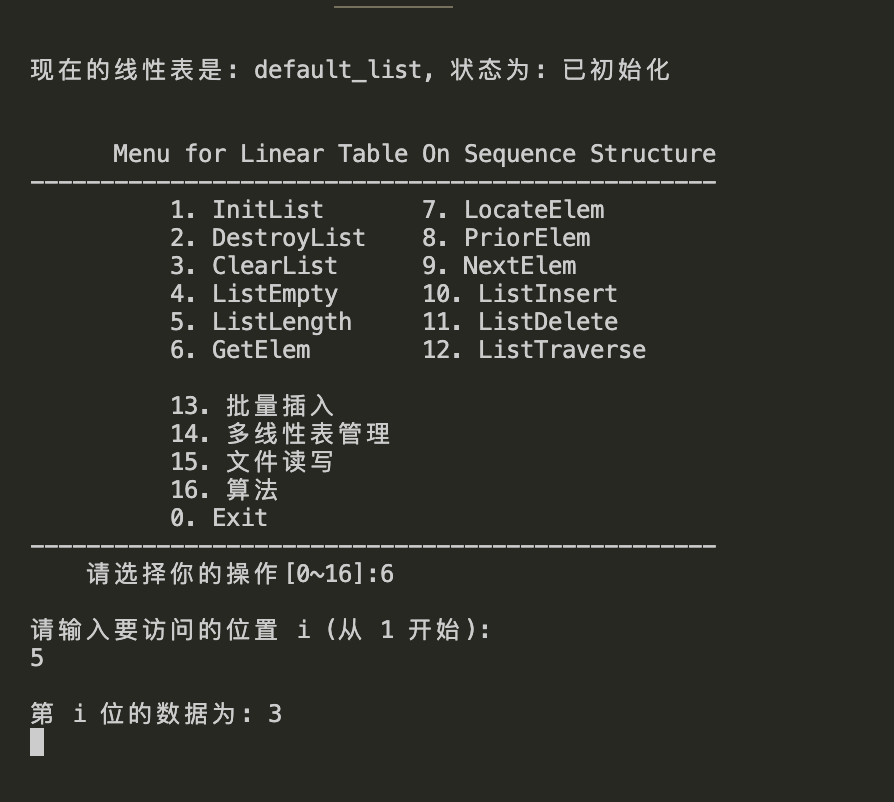 现在的线性表是: default_list, 状态为: 已初始化
Menu for Linear Table On Sequence Structure
-------------------------------------------------
1. InitList 7. LocateElem
2. DestroyList 8. PriorElem
3. ClearList 9. NextElem
4. ListEmpty 10. ListInsert
5. ListLength 11. ListDelete
6. GetElem 12. ListTraverse
13. 批量插入
14. 多线性表管理
15. 文件读写
16. 算法
0. Exit
-------------------------------------------------
请选择你的操作[0~16]:6
请输入要访问的位置 i (从 1 开始):
5
第 i 位的数据为: 3